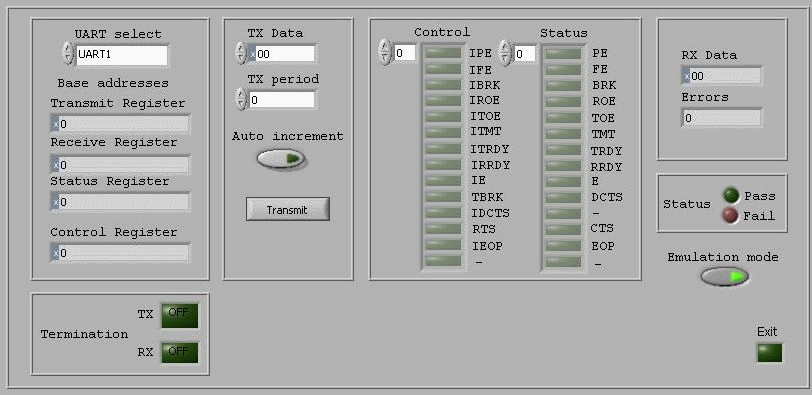 UART select
UART1
Base addresses
Transmit Register
x0
Receive Register
x0
Status Register
x0
Control Register
x0
TX Data
x00
TX period
0
Auto increment
Transmit
Control
0
IPE
IFE
IBRK
IROE
ITOE
ITMT
ITRDY
IRRDY
IE
TBRK
IDCTS
RTS
IEOP
-
Status
0
PE
FE
BRK
ROE
TOE
TMT
TRDY
RRDY
E
DCTS
-
CTS
EOP
-
RX Data
x00
Errors
0
Status
Pass
Fail
Emulation mode
Termination
TX OFF
RX OFF
Exit